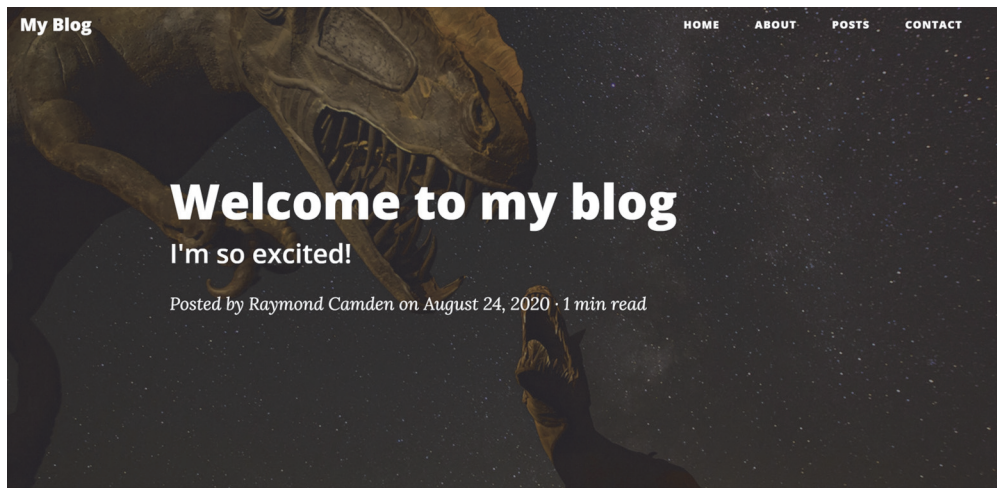 My Blog
HOME ABOUT POSTS CONTACT
Welcome to my blog
I'm so excited!
Posted by Raymond Camden on August 24, 2020 · 1 min read